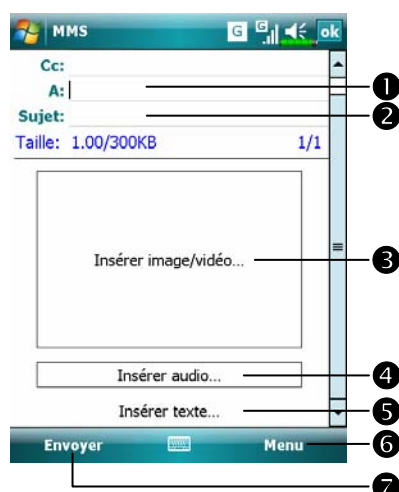 MMS G G ok
Cc:
A: 1
Sujet: 2
Taille: 1.00/300KB 1/1
Insérer image/vidéo... 3
Insérer audio... 4
Insérer texte... 5
Envoyer Menu 6
7